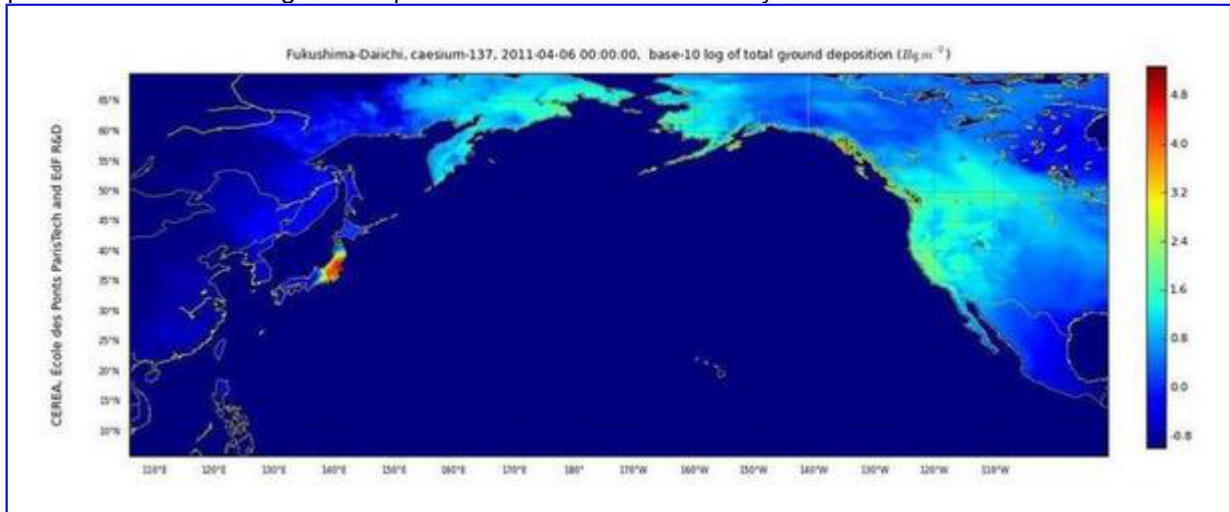 Fukushima-Daiichi, caesium-137, 2011-04-06 00:00:00, base-10 log of total ground deposition (Bq m⁻²)
CEREA, École des Ponts ParisTech and EdF R&D
65°N
60°N
55°N
50°N
45°N
40°N
35°N
30°N
25°N
20°N
15°N
10°N
110°E
120°E
130°E
140°E
150°E
160°E
170°E
180°
170°W
160°W
150°W
140°W
130°W
120°W
110°W
4.8
4.0
3.2
2.4
1.6
0.8
0.0
-0.8